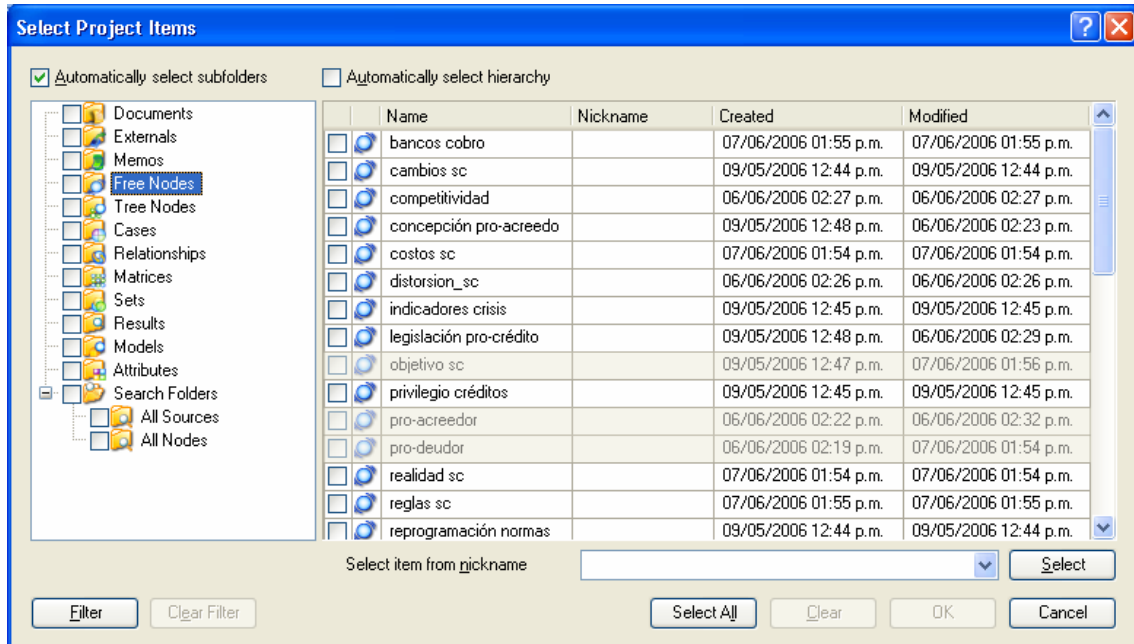 Select Project Items
Automatically select subfolders
Automatically select hierarchy
Documents
Externals
Memos
Free Nodes
Tree Nodes
Cases
Relationships
Matrices
Sets
Results
Models
Attributes
Search Folders
All Sources
All Nodes
Name Nickname Created Modified
bancos cobro 07/06/2006 01:55 p.m. 07/06/2006 01:55 p.m.
cambios sc 09/05/2006 12:44 p.m. 09/05/2006 12:44 p.m.
competitividad 06/06/2006 02:27 p.m. 06/06/2006 02:27 p.m.
concepción pro-acreedo 09/05/2006 12:48 p.m. 06/06/2006 02:23 p.m.
costos sc 07/06/2006 01:54 p.m. 07/06/2006 01:54 p.m.
distorsion_sc 06/06/2006 02:26 p.m. 06/06/2006 02:26 p.m.
indicadores crisis 09/05/2006 12:45 p.m. 09/05/2006 12:45 p.m.
legislación pro-crédito 09/05/2006 12:48 p.m. 06/06/2006 02:29 p.m.
objetivo sc 09/05/2006 12:47 p.m. 07/06/2006 01:56 p.m.
privilegio créditos 09/05/2006 12:45 p.m. 09/05/2006 12:45 p.m.
pro-acreedor 06/06/2006 02:22 p.m. 06/06/2006 02:32 p.m.
pro-deudor 06/06/2006 02:19 p.m. 07/06/2006 01:54 p.m.
realidad sc 07/06/2006 01:54 p.m. 07/06/2006 01:54 p.m.
reglas sc 07/06/2006 01:55 p.m. 07/06/2006 01:55 p.m.
reprogramación normas 09/05/2006 12:44 p.m. 09/05/2006 12:44 p.m.
Select item from nickname Select
Filter Clear Filter Select All Clear OK Cancel